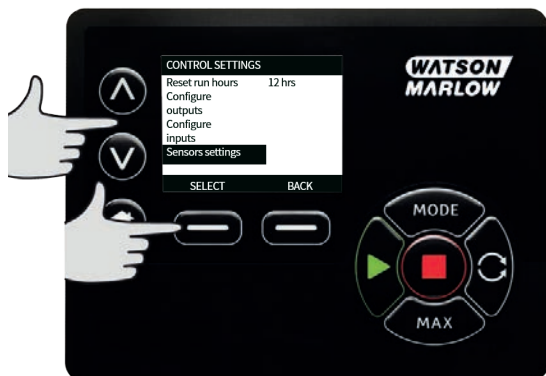 CONTROL SETTINGS
Reset run hours 12 hrs
Configure
outputs
Configure
inputs
Sensors settings
SELECT BACK
WATSON
MARLOW
MODE
MAX